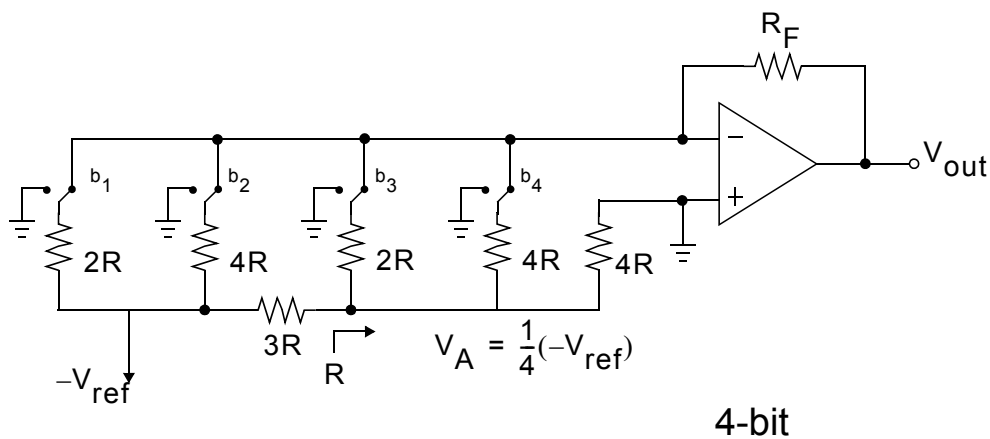 R_F
b_1
b_2
b_3
b_4
V_out
2R
4R
2R
4R
4R
3R
R
V_A = \frac{1}{4}(–V_ref)
–V_ref
4-bit